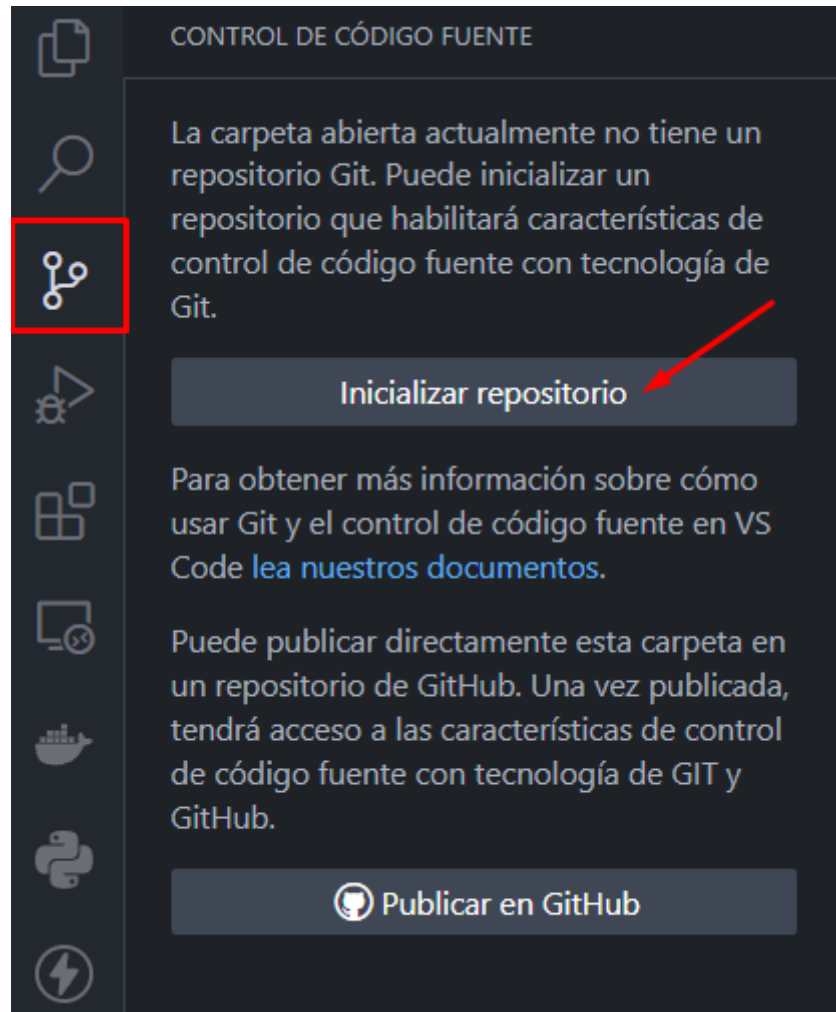 CONTROL DE CÓDIGO FUENTE
La carpeta abierta actualmente no tiene un
repositorio Git. Puede inicializar un
repositorio que habilitará características de
control de código fuente con tecnología de
Git.
Inicializar repositorio
Para obtener más información sobre cómo
usar Git y el control de código fuente en VS
Code lea nuestros documentos.
Puede publicar directamente esta carpeta en
un repositorio de GitHub. Una vez publicada,
tendrá acceso a las características de control
de código fuente con tecnología de GIT y
GitHub.
Publicar en GitHub